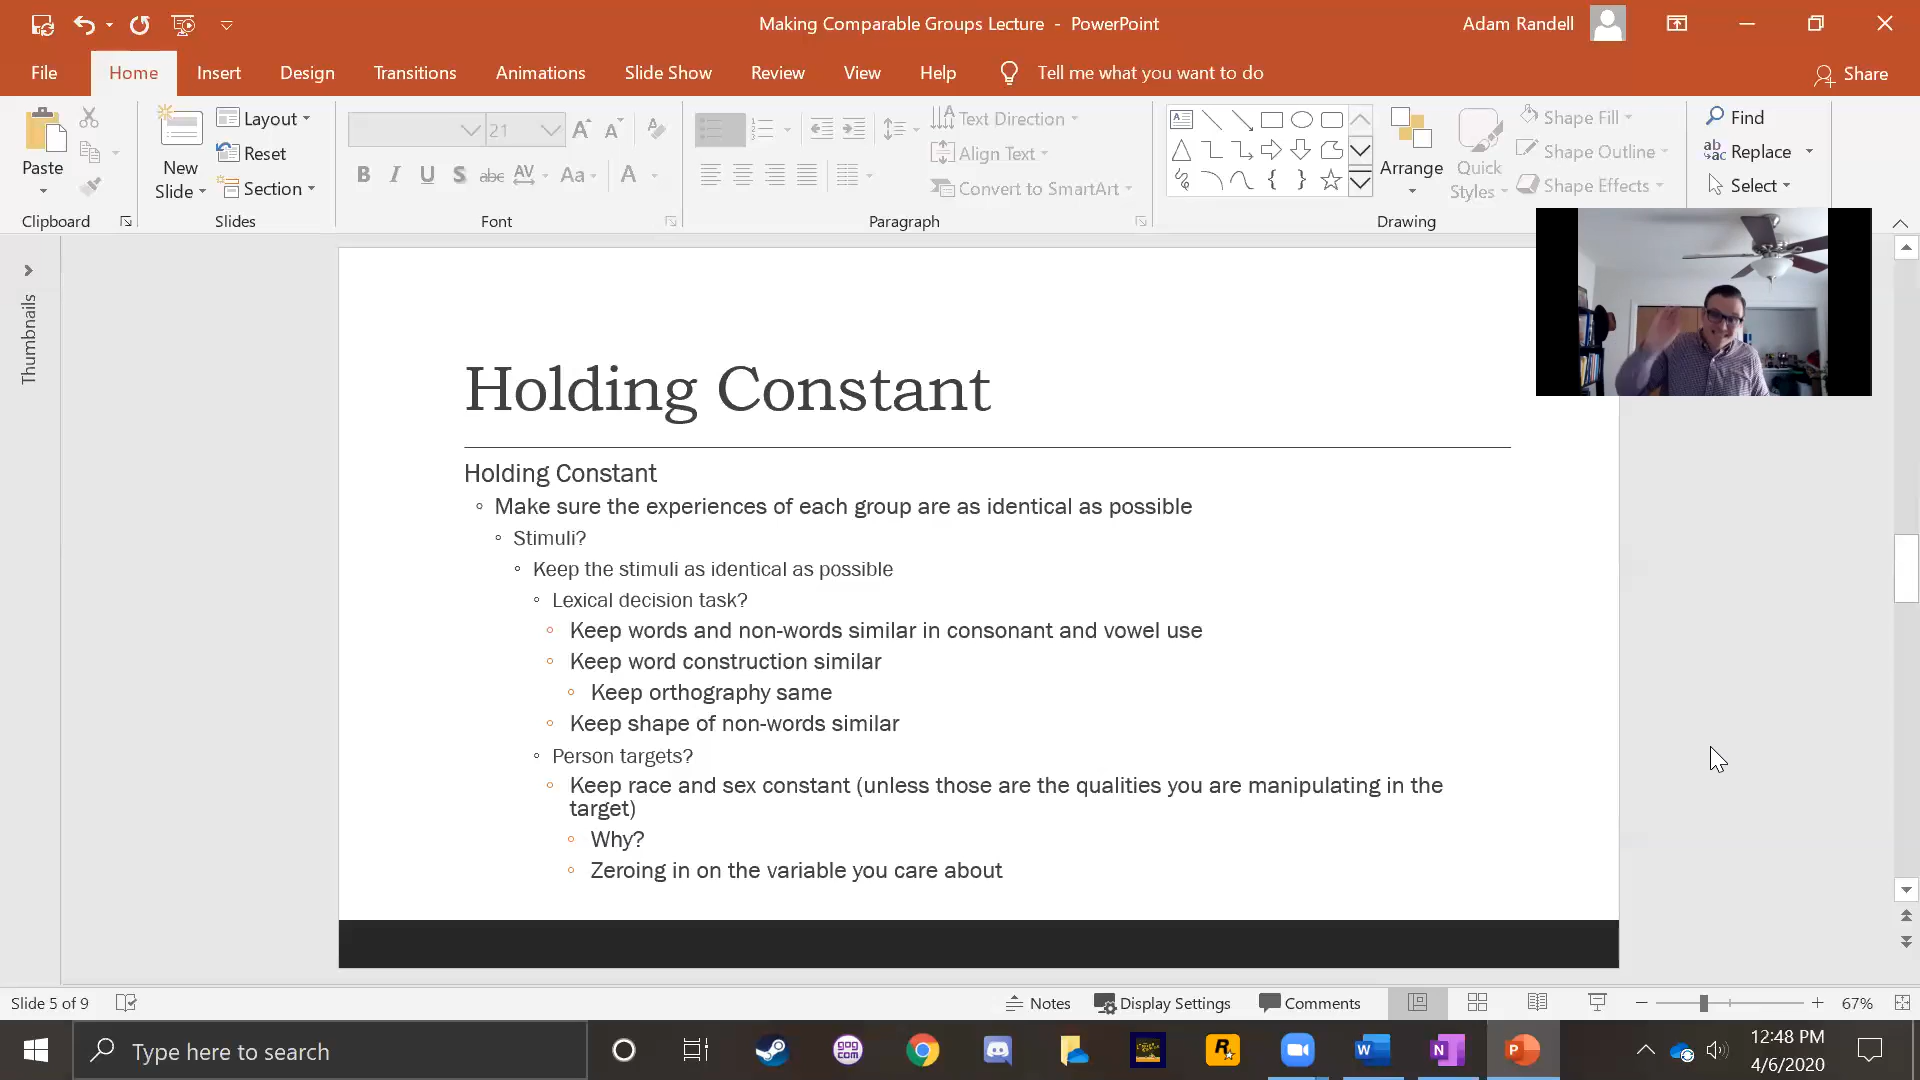 Making Comparable Groups Lecture - PowerPoint
Adam Randell
File Home Insert Design Transitions Animations Slide Show Review View Help Tell me what you want to do Share
Paste
Clipboard
New Slide
Layout
Reset
Section
Slides
21
B I U S abc AV Aa A
Font
Text Direction
Align Text
Convert to SmartArt
Paragraph
Arrange
Quick Styles
Shape Fill
Shape Outline
Shape Effects
Drawing
Find
Replace
Select
Thumbnails
Holding Constant
Holding Constant
Make sure the experiences of each group are as identical as possible
Stimuli?
Keep the stimuli as identical as possible
Lexical decision task?
Keep words and non-words similar in consonant and vowel use
Keep word construction similar
Keep orthography same
Keep shape of non-words similar
Person targets?
Keep race and sex constant (unless those are the qualities you are manipulating in the
target)
Why?
Zeroing in on the variable you care about
Slide 5 of 9
Notes Display Settings Comments 67%
Type here to search
12:48 PM
4/6/2020